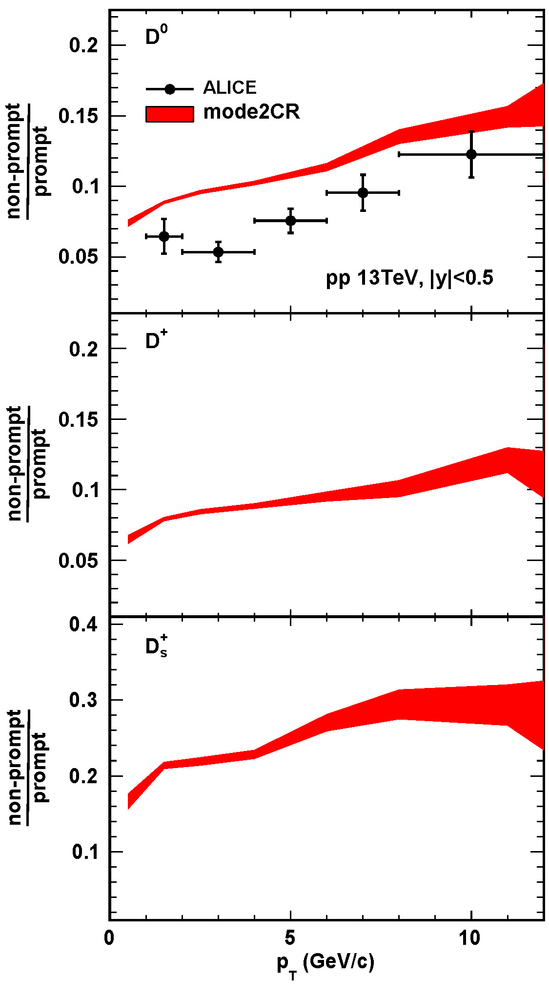 D⁰
0.2
ALICE
mode2CR
0.15
0.1
0.05
non-prompt
prompt
pp 13TeV, |y|<0.5
D⁺
0.2
0.15
0.1
0.05
non-prompt
prompt
0.4
Dₛ⁺
0.3
0.2
0.1
non-prompt
prompt
0 5 10
p_T (GeV/c)